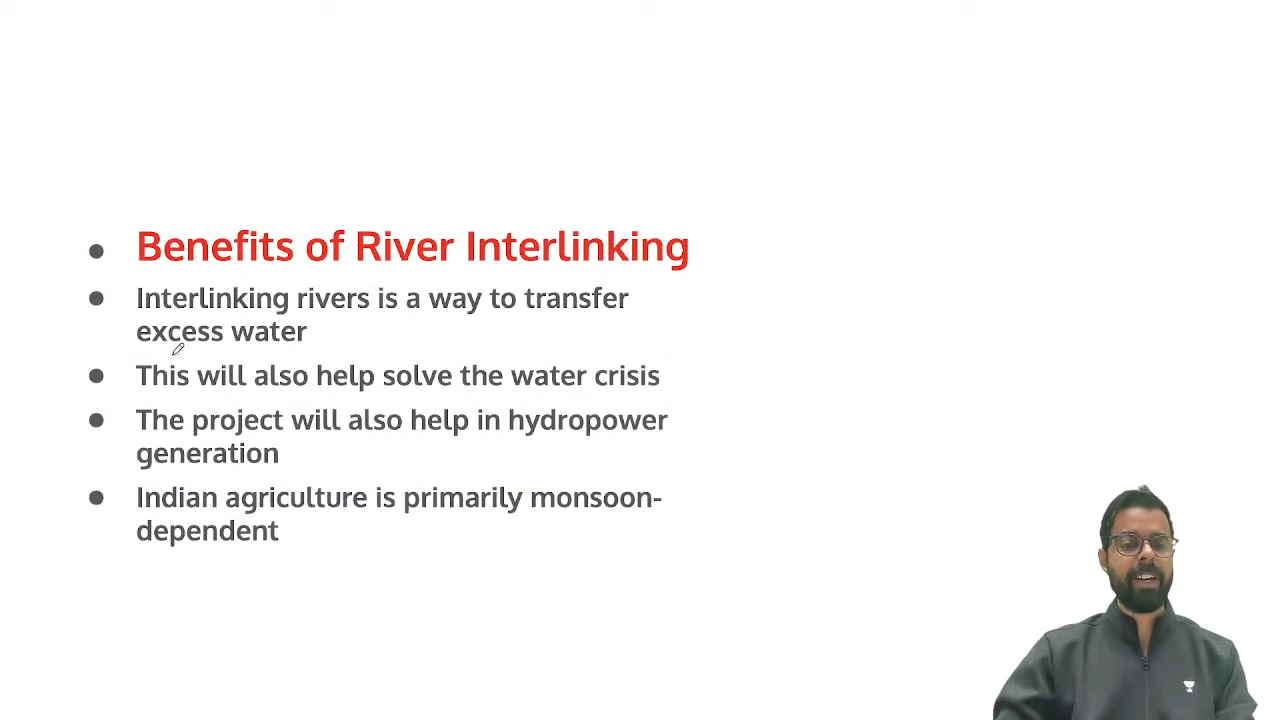 Benefits of River Interlinking
Interlinking rivers is a way to transfer
excess water
This will also help solve the water crisis
The project will also help in hydropower
generation
Indian agriculture is primarily monsoon-
dependent